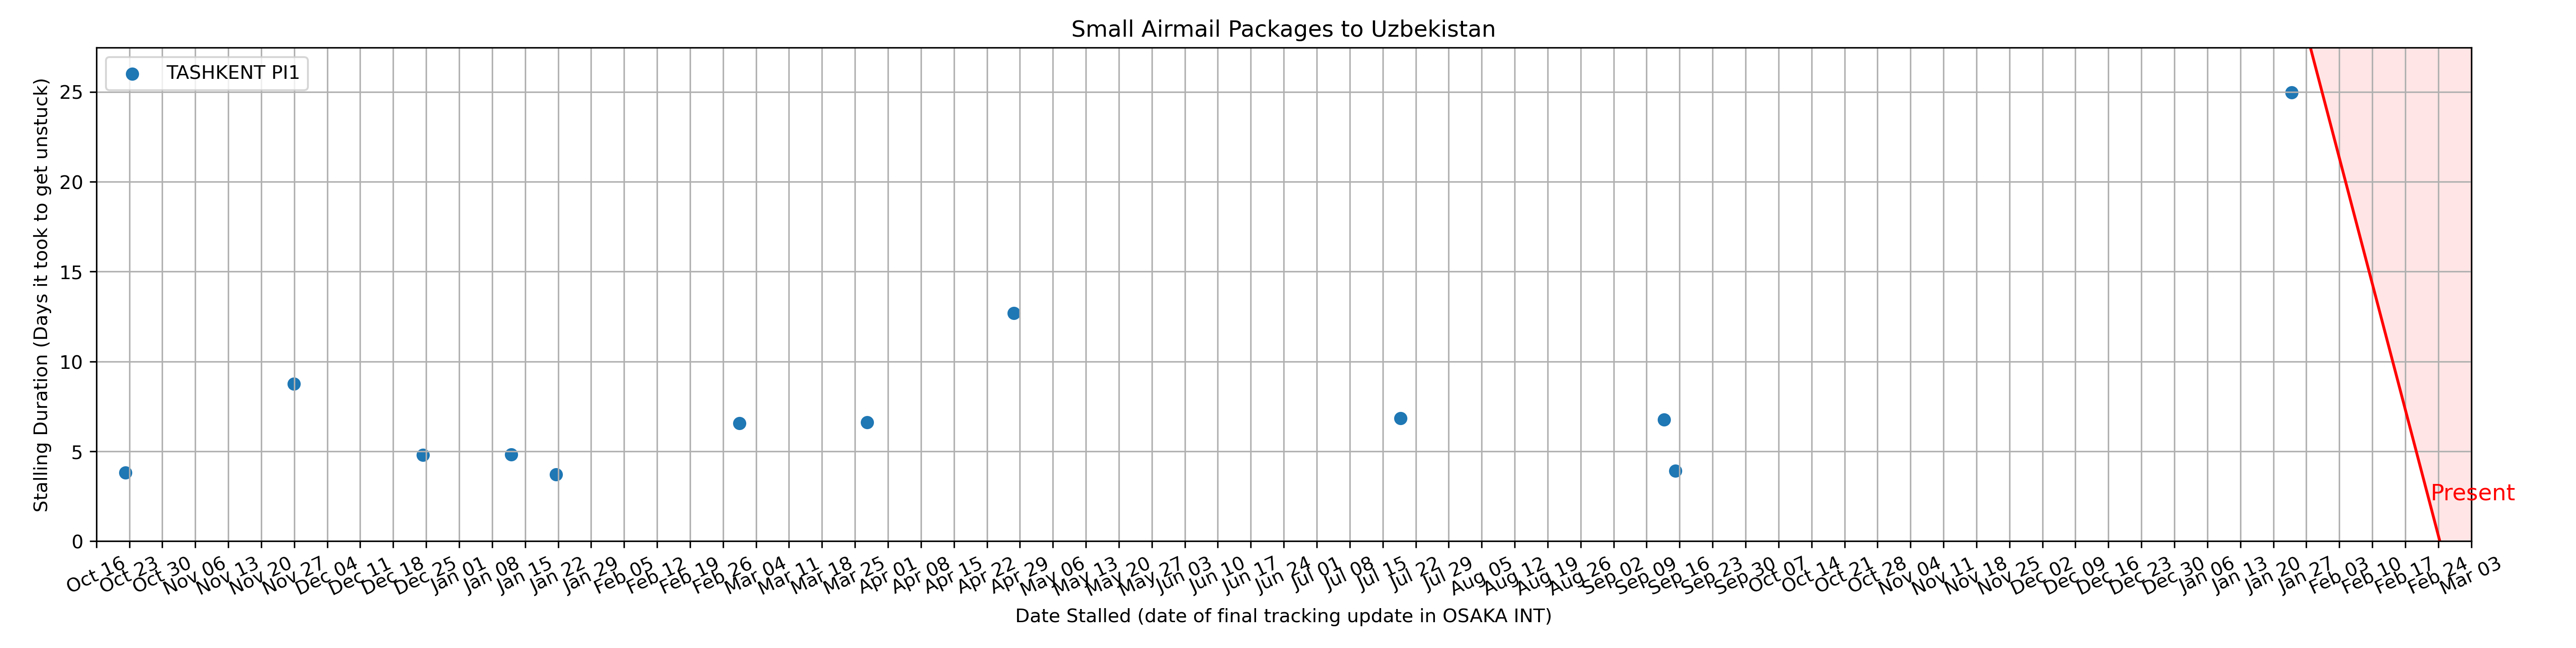 Small Airmail Packages to Uzbekistan
TASHKENT PI1
Stalling Duration (Days it took to get unstuck)
25
20
15
10
5
0
Present
Oct 16
Oct 23
Oct 30
Nov 06
Nov 13
Nov 20
Nov 27
Dec 04
Dec 11
Dec 18
Dec 25
Jan 01
Jan 08
Jan 15
Jan 22
Jan 29
Feb 05
Feb 12
Feb 19
Feb 26
Mar 04
Mar 11
Mar 18
Mar 25
Apr 01
Apr 08
Apr 15
Apr 22
Apr 29
May 06
May 13
May 20
May 27
Jun 03
Jun 10
Jun 17
Jun 24
Jul 01
Jul 08
Jul 15
Jul 22
Jul 29
Aug 05
Aug 12
Aug 19
Aug 26
Sep 02
Sep 09
Sep 16
Sep 23
Sep 30
Oct 07
Oct 14
Oct 21
Oct 28
Nov 04
Nov 11
Nov 18
Nov 25
Dec 02
Dec 09
Dec 16
Dec 23
Dec 30
Jan 06
Jan 13
Jan 20
Jan 27
Feb 03
Feb 10
Feb 17
Feb 24
Mar 03
Date Stalled (date of final tracking update in OSAKA INT)